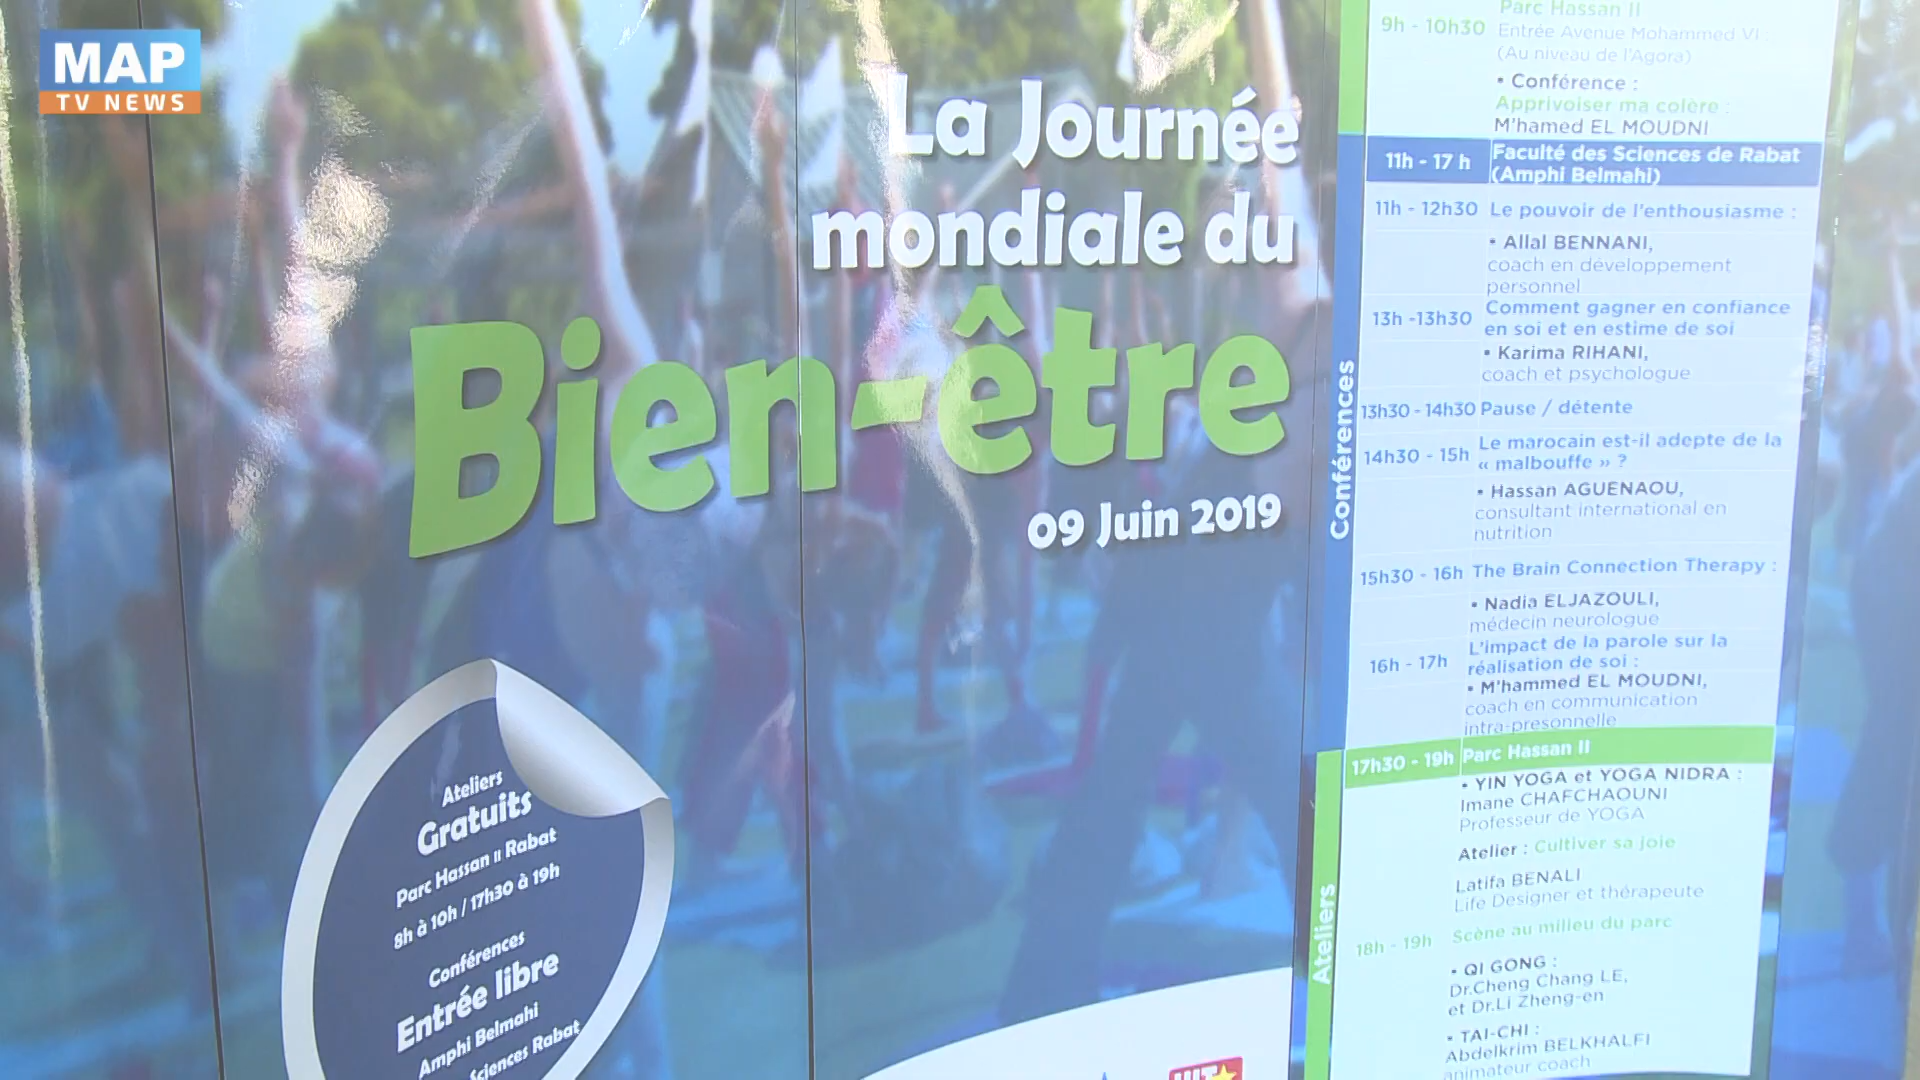 MAP
TV NEWS
La Journée
mondiale du
Bien-être
09 Juin 2019
Ateliers
Gratuits
Parc Hassan II Rabat
8h à 10h / 17h30 à 19h
Conférences
Entrée libre
Amphi Belmahi
Sciences Rabat
HIT
Parc Hassan II
9h - 10h30 Entrée Avenue Mohammed VI :
(Au niveau de l'Agora)
• Conférence :
Apprivoiser ma colère :
M'hamed EL MOUDNI
Conférences
11h - 17 h Faculté des Sciences de Rabat
(Amphi Belmahi)
11h - 12h30 Le pouvoir de l'enthousiasme :
• Allal BENNANI,
coach en développement
personnel
13h -13h30 Comment gagner en confiance
en soi et en estime de soi
• Karima RIHANI,
coach et psychologue
13h30 - 14h30 Pause / détente
14h30 - 15h Le marocain est-il adepte de la
« malbouffe » ?
• Hassan AGUENAOU,
consultant international en
nutrition
15h30 - 16h The Brain Connection Therapy :
• Nadia ELJAZOULI,
médecin neurologue
16h - 17h L'impact de la parole sur la
réalisation de soi :
• M'hammed EL MOUDNI,
coach en communication
intra-presonnelle
Ateliers
17h30 - 19h Parc Hassan II
• YIN YOGA et YOGA NIDRA :
Imane CHAFCHAOUNI
Professeur de YOGA
Atelier : Cultiver sa joie
Latifa BENALI
Life Designer et thérapeute
18h - 19h Scène au milieu du parc
• QI GONG :
Dr.Cheng Chang LE,
et Dr.Li Zheng-en
• TAI-CHI :
Abdelkrim BELKHALFI
animateur coach